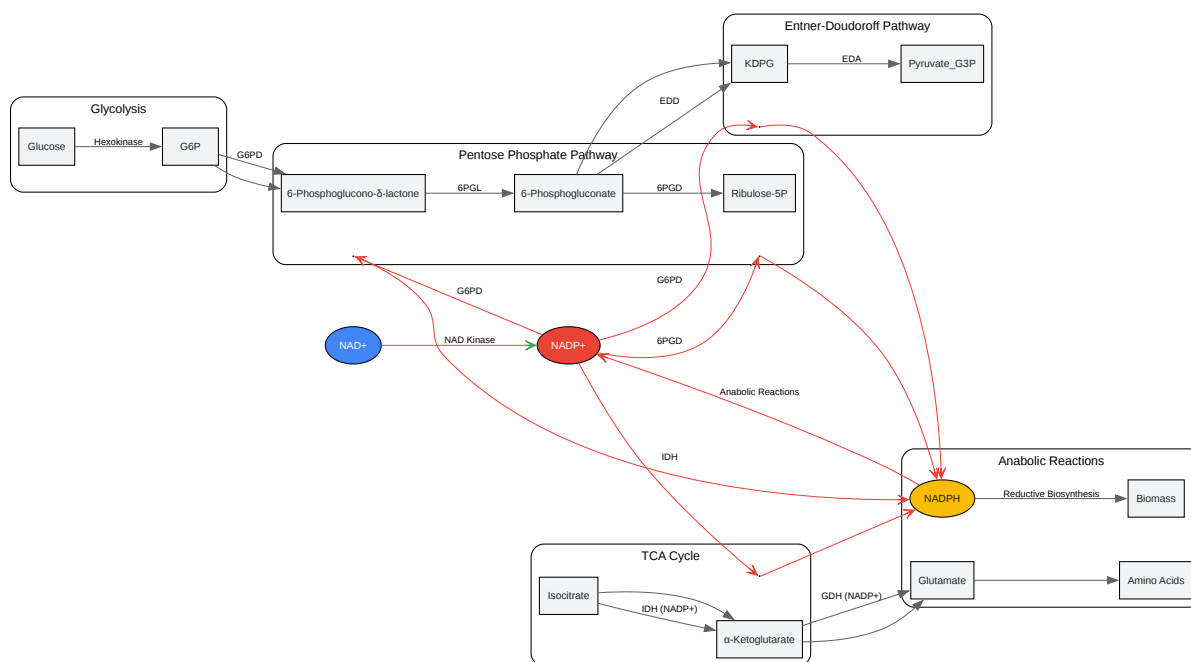 Entner-Doudoroff Pathway
KDPG
EDA
Pyruvate_G3P
EDD
Glycolysis
Glucose
Hexokinase
G6P
G6PD
Pentose Phosphate Pathway
6-Phosphoglucono-δ-lactone
6PGL
6-Phosphogluconate
6PGD
Ribulose-5P
G6PD
G6PD
NAD+
NAD Kinase
NADP+
6PGD
Anabolic Reactions
IDH
Anabolic Reactions
NADPH
Reductive Biosynthesis
Biomass
TCA Cycle
Isocitrate
IDH (NADP+)
α-Ketoglutarate
GDH (NADP+)
Glutamate
Amino Acids